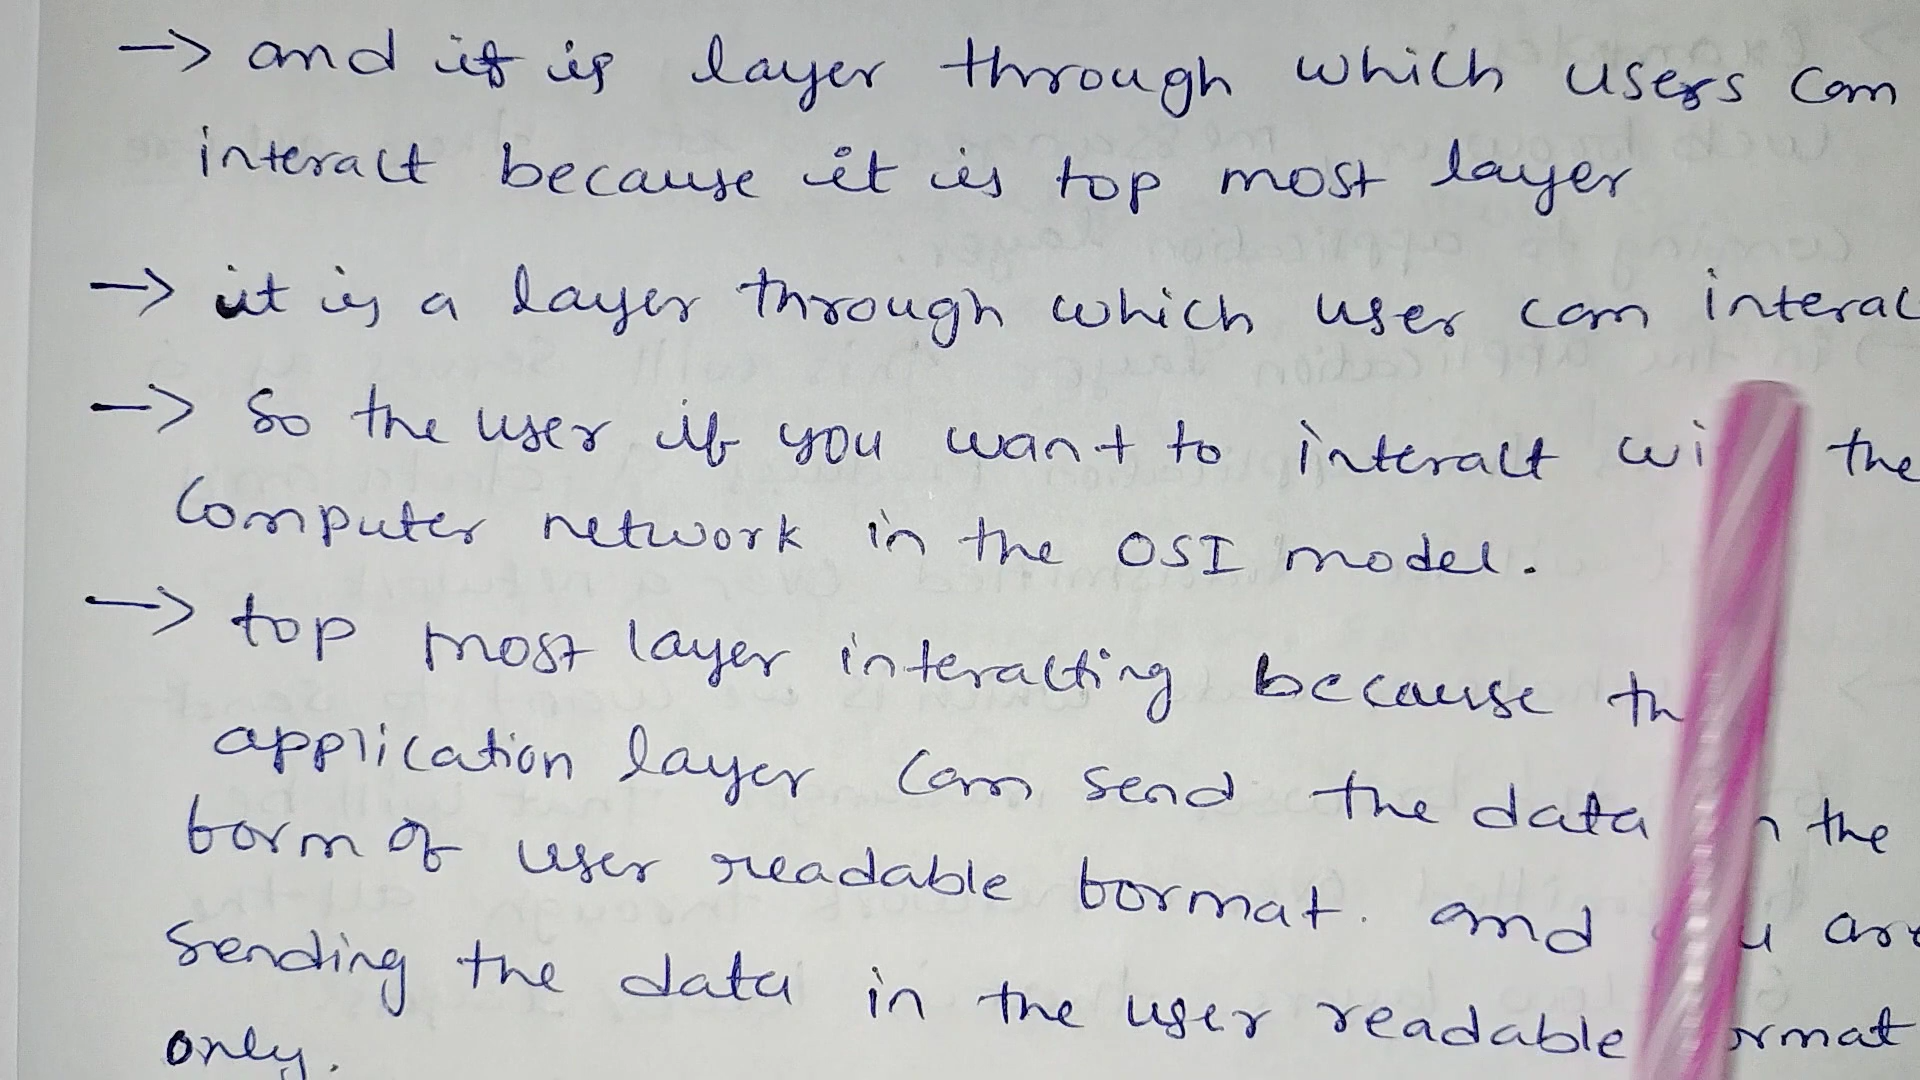 → and it is layer through which users can
interact because it is top most layer
→ it is a layer through which user can interac
→ So the user if you want to interact wi the
Computer network in the OSI model.
→ top most layer interacting because th
application layer can send the data the
form of user readable format. and are
Sending the data in the user readable rmat
only.